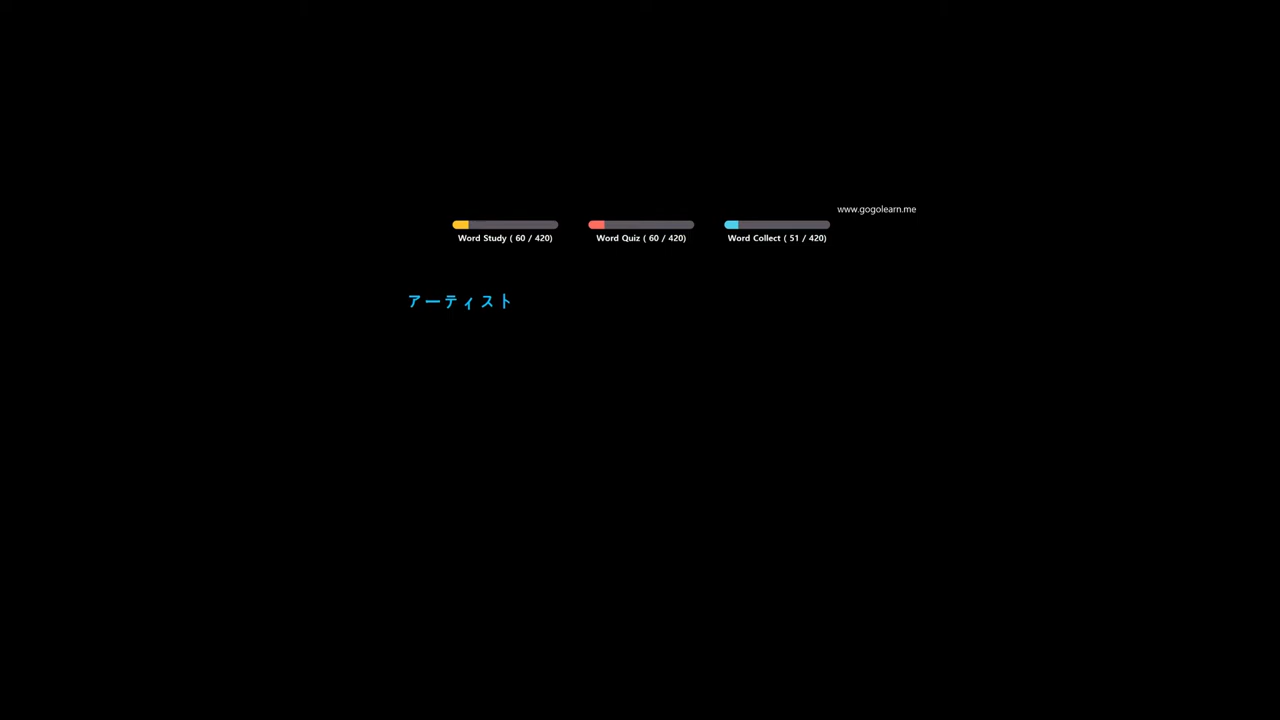 www.gogolearn.me
Word Study ( 60 / 420)
Word Quiz ( 60 / 420)
Word Collect ( 51 / 420)
アーティスト